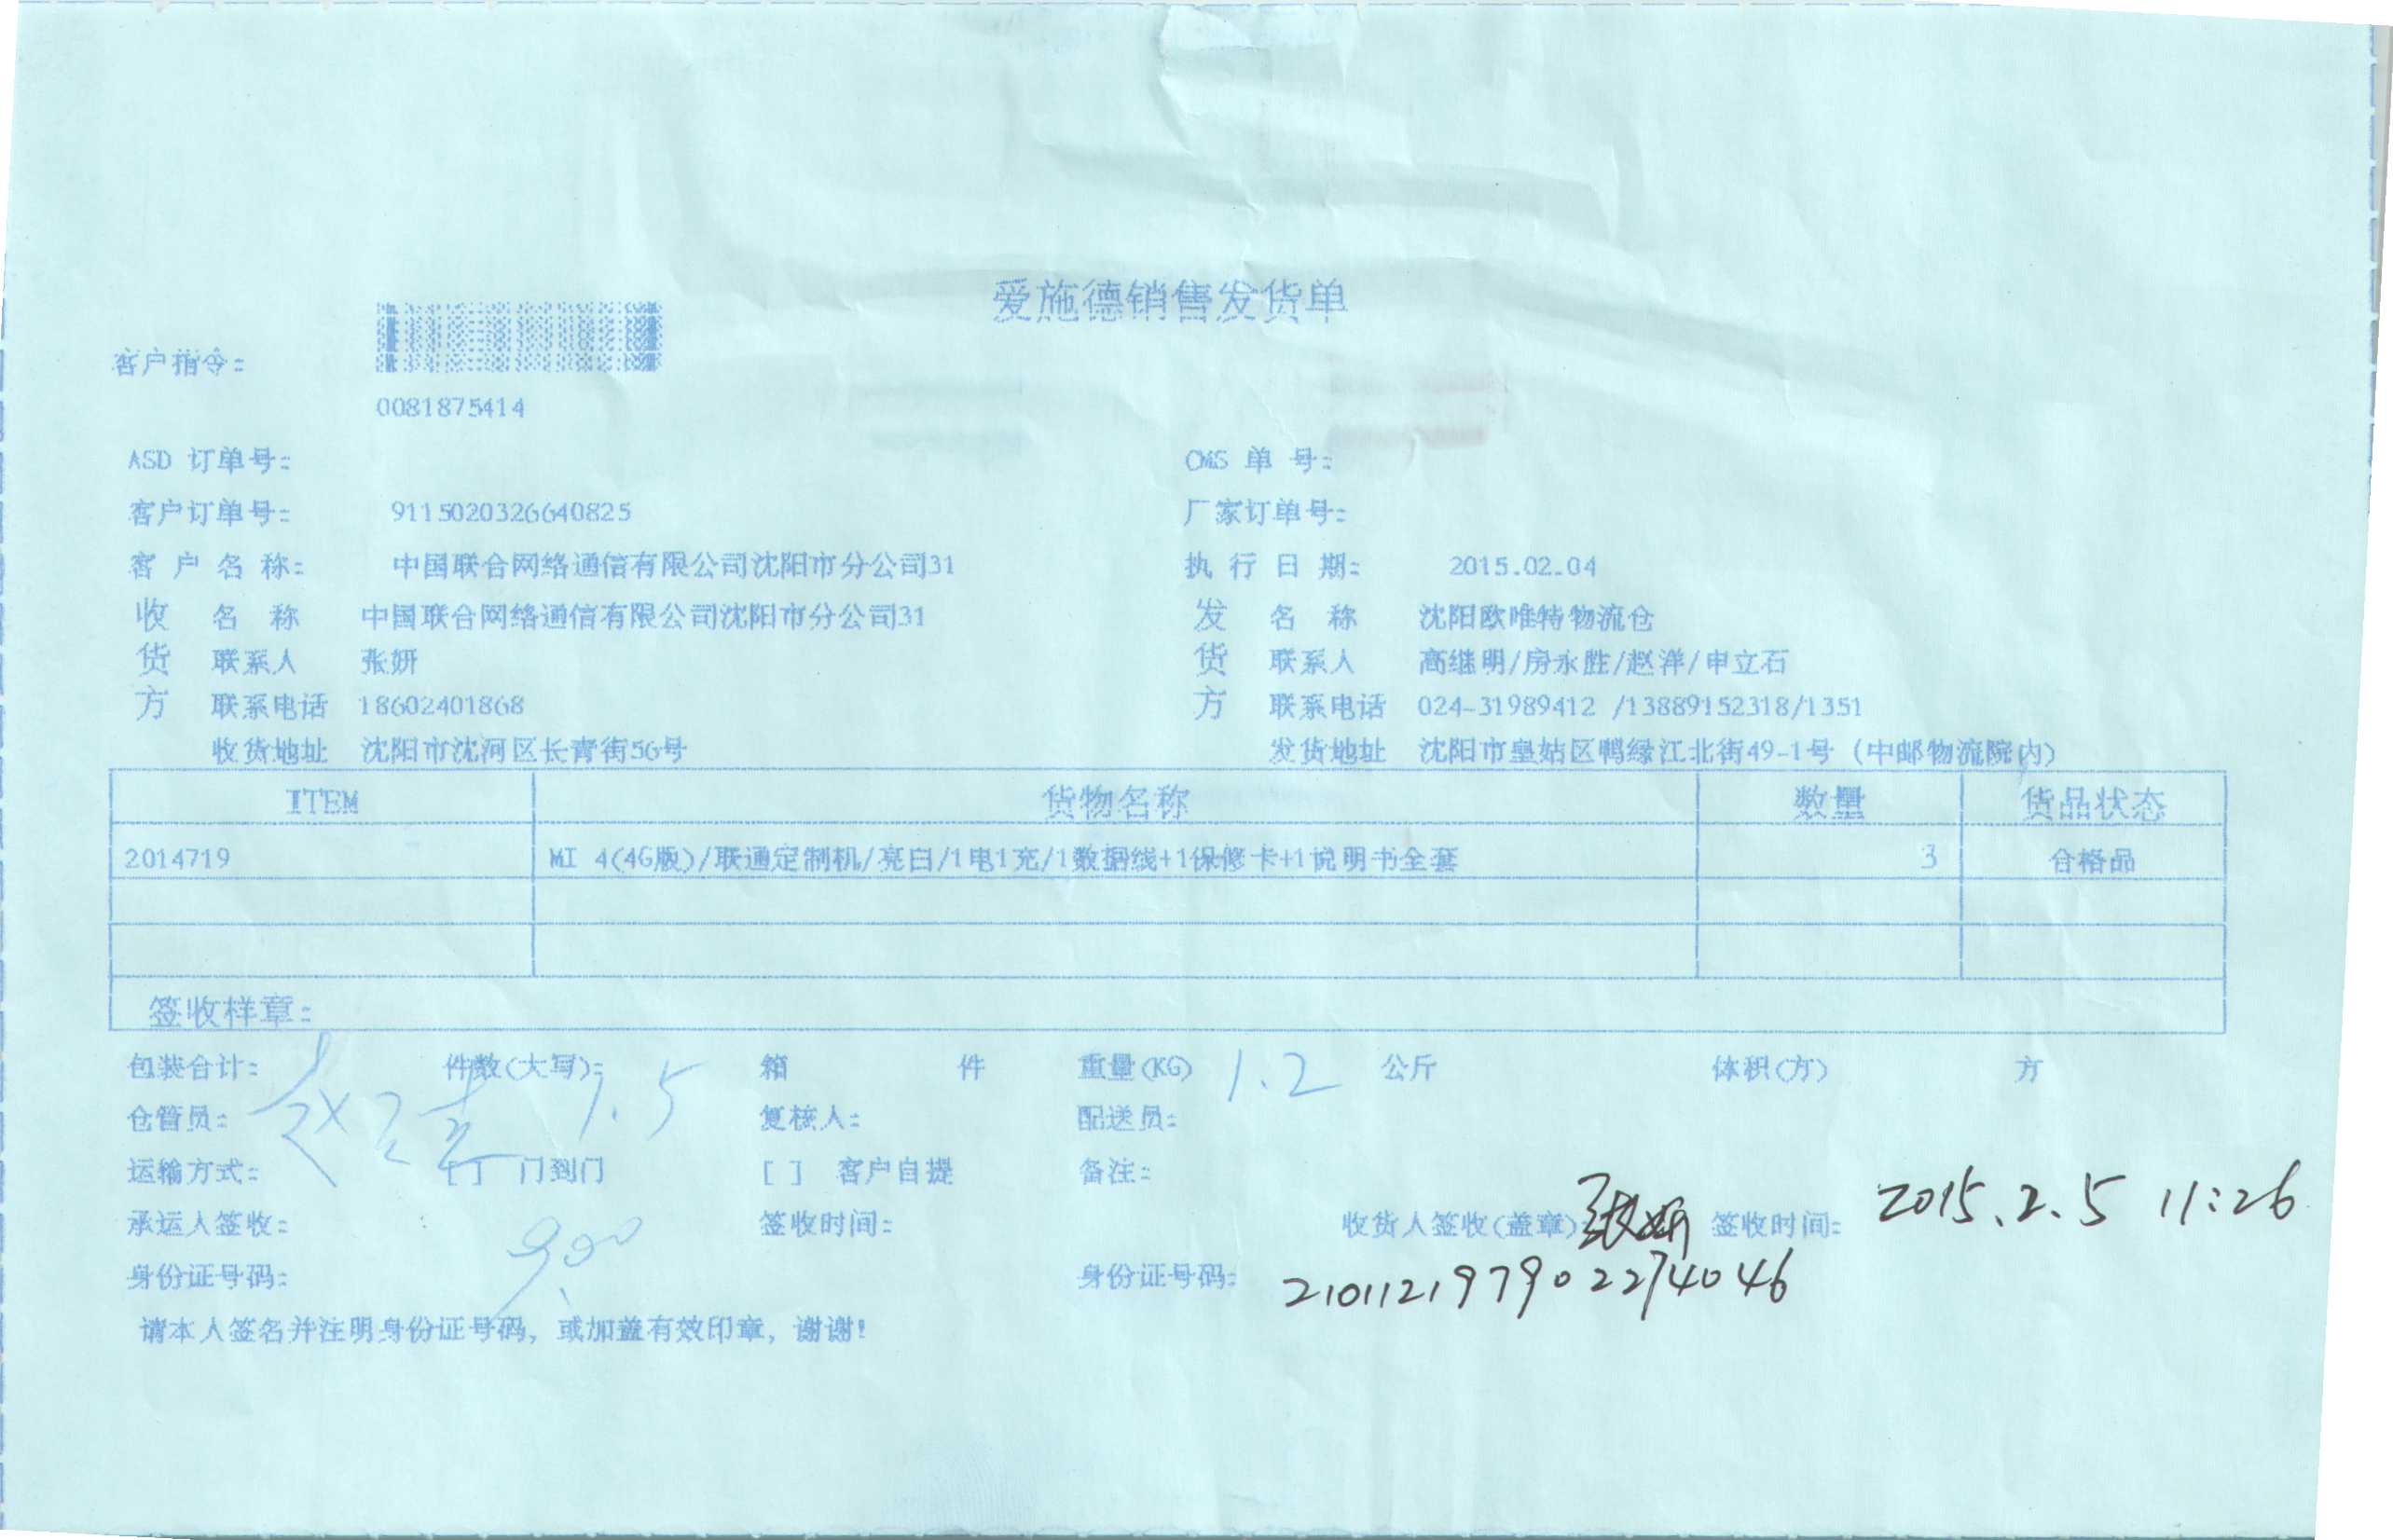 爱施德销售发货单
客户指令:
0081875414
ASD 订单号: CMS 单 号:
客户订单号: 9115020326640825 厂家订单号:
客 户 名 称: 中国联合网络通信有限公司沈阳市分公司31 执 行 日 期: 2015.02.04
收 名 称 中国联合网络通信有限公司沈阳市分公司31 发 名 称 沈阳欧唯特物流仓
货 联系人 张妍 货 联系人 高继明/房永胜/赵洋/申立石
方 联系电话 18602401868 方 联系电话 024-31989412 /13889152318/1351
收货地址 沈阳市沈河区长青街56号 发货地址 沈阳市皇姑区鸭绿江北街49-1号 (中邮物流院内)
ITEM 货物名称 数量 货品状态
2014719 MI 4(4G版)/联通定制机/亮白/1电1充/1数据线+1保修卡+1说明书全套 3 合格品
签收样章:
包装合计: 件数(大写): 箱 件 重量(KG) 1.2 公斤 体积(方) 方
仓管员: 1.5 复核人: 配送员:
运输方式: [ ] 门到门 [ ] 客户自提 备注:
承运人签收: 签收时间: 收货人签收(盖章): 张妍 签收时间: 2015.2.5 11:26
身份证号码: 身份证号码: 210112197902274046
请本人签名并注明身份证号码, 或加盖有效印章, 谢谢!